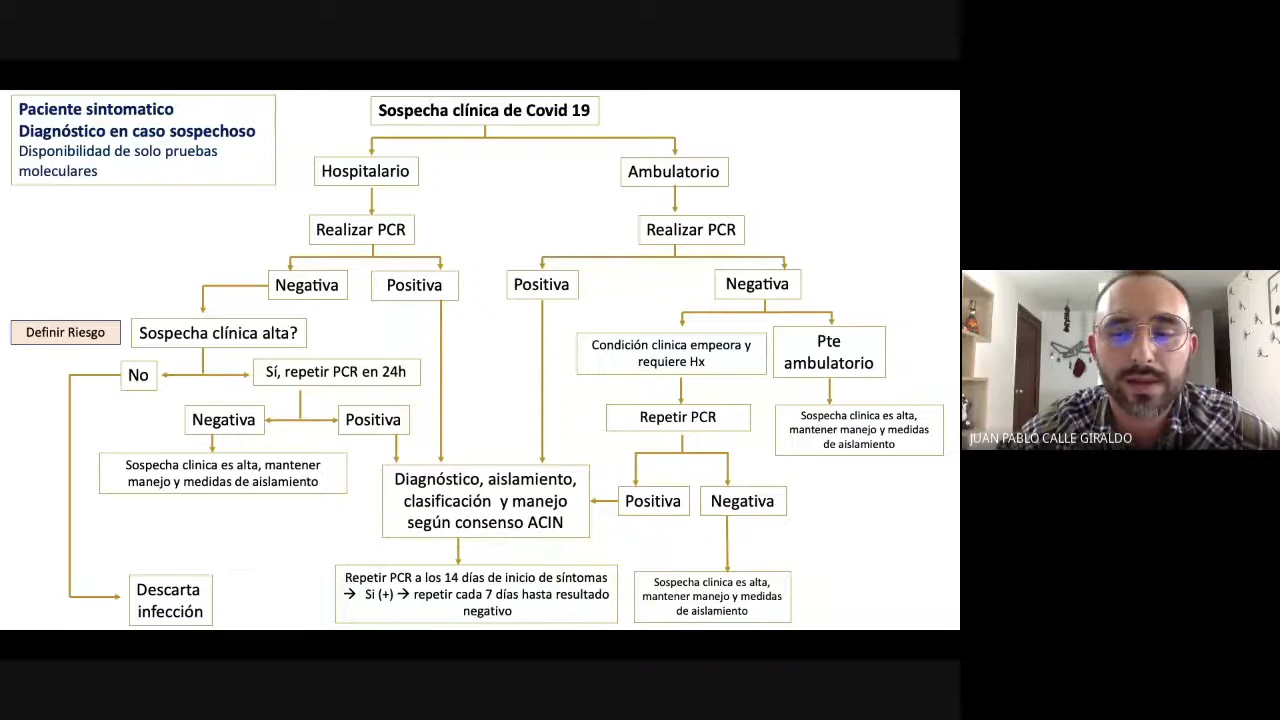 Paciente sintomatico
Diagnóstico en caso sospechoso
Disponibilidad de solo pruebas
moleculares
Sospecha clínica de Covid 19
Hospitalario
Ambulatorio
Realizar PCR
Realizar PCR
Negativa
Positiva
Positiva
Negativa
Definir Riesgo
Sospecha clínica alta?
Condición clinica empeora y
requiere Hx
Pte
ambulatorio
No
Sí, repetir PCR en 24h
Negativa
Positiva
Repetir PCR
Sospecha clinica es alta,
mantener manejo y medidas
de aislamiento
Sospecha clinica es alta, mantener
manejo y medidas de aislamiento
Diagnóstico, aislamiento,
clasificación y manejo
según consenso ACIN
Positiva
Negativa
Descarta
infección
Repetir PCR a los 14 días de inicio de síntomas
→ Si (+) → repetir cada 7 días hasta resultado
negativo
Sospecha clinica es alta,
mantener manejo y medidas
de aislamiento
JUAN PABLO CALLE GIRALDO